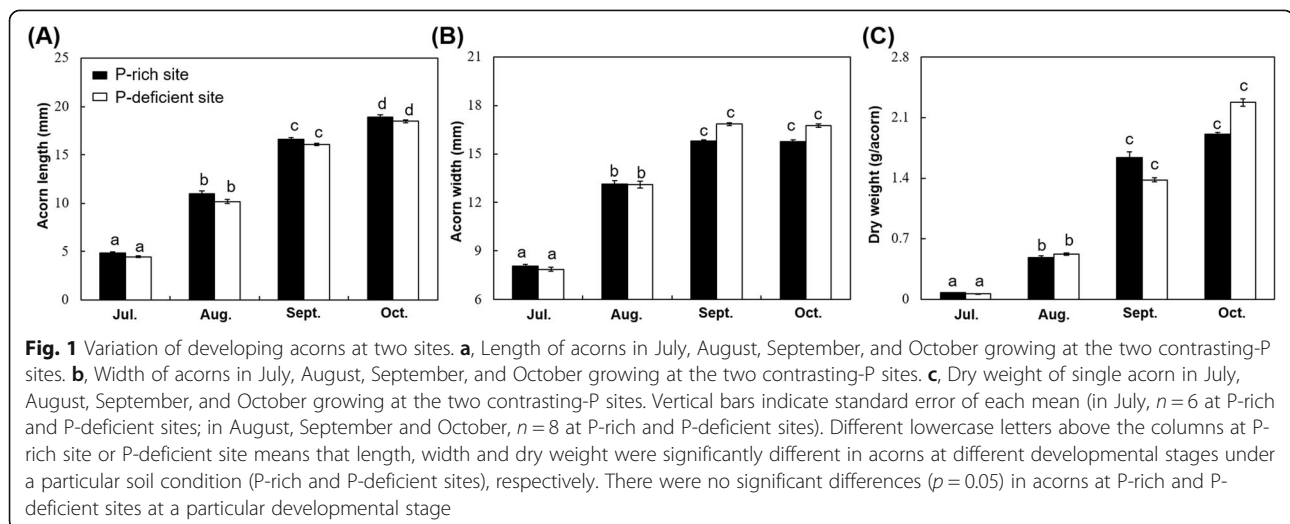 (A)
25
20
15
10
5
0
Acorn length (mm)
P-rich site
P-deficient site
a a
b b
c c
d d
Jul. Aug. Sept. Oct.
(B)
21
18
15
12
9
6
Acorn width (mm)
a a
b b
c c
c c
Jul. Aug. Sept. Oct.
(C)
2.8
2.1
1.4
0.7
0
Dry weight (g/acorn)
a a
b b
c c
c c
Jul. Aug. Sept. Oct.
Fig. 1 Variation of developing acorns at two sites. a, Length of acorns in July, August, September, and October growing at the two contrasting-P
sites. b, Width of acorns in July, August, September, and October growing at the two contrasting-P sites. c, Dry weight of single acorn in July,
August, September, and October growing at the two contrasting-P sites. Vertical bars indicate standard error of each mean (in July, n = 6 at P-rich
and P-deficient sites; in August, September and October, n = 8 at P-rich and P-deficient sites). Different lowercase letters above the columns at P-
rich site or P-deficient site means that length, width and dry weight were significantly different in acorns at different developmental stages under
a particular soil condition (P-rich and P-deficient sites), respectively. There were no significant differences (p = 0.05) in acorns at P-rich and P-
deficient sites at a particular developmental stage